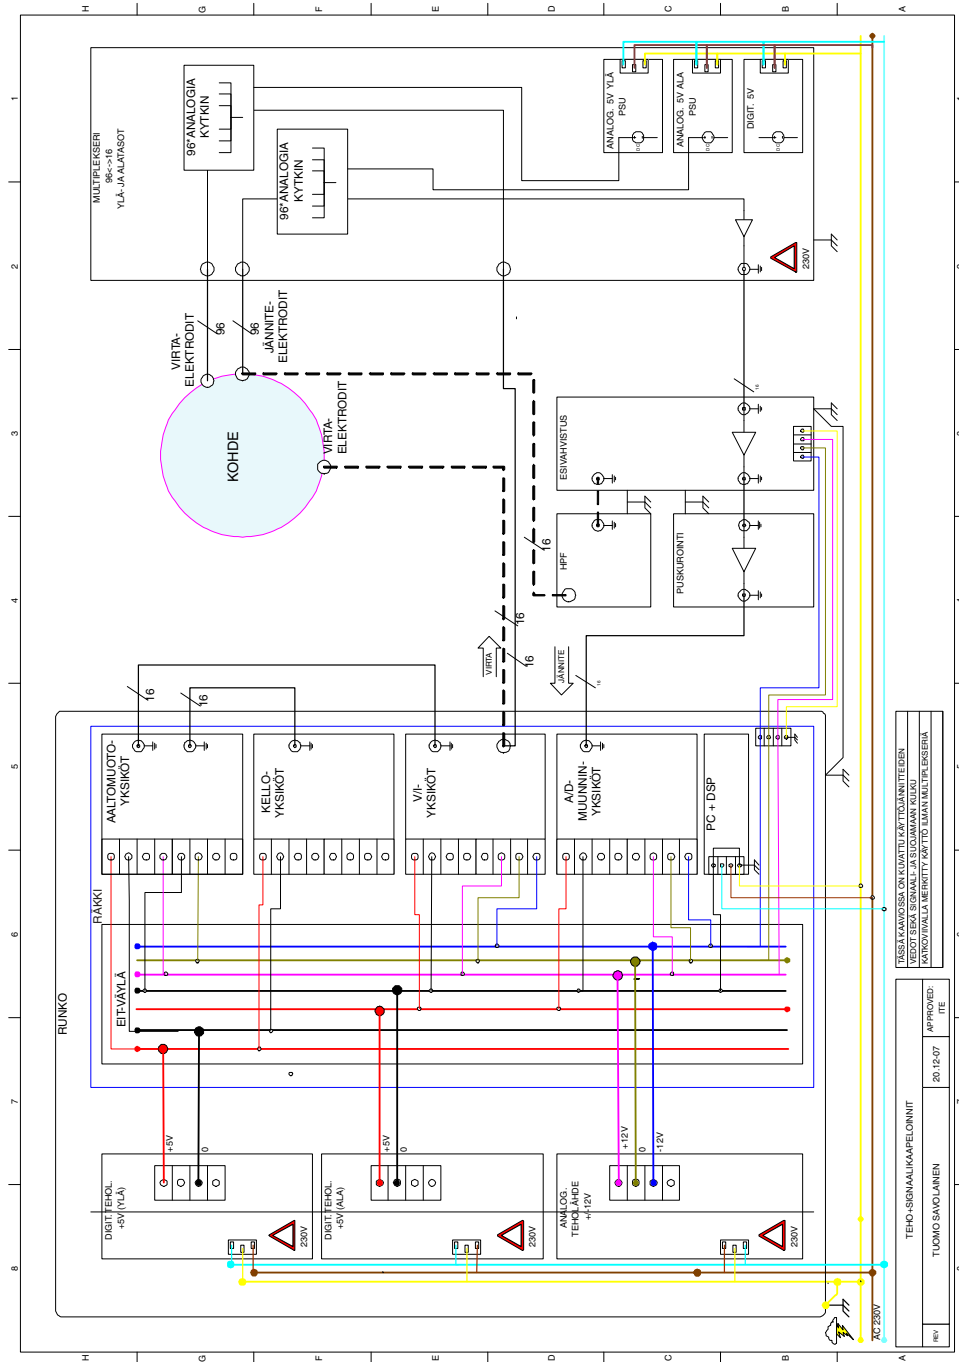 MULTIPLEKSERI
96<->16
YLÄ- JA ALATASOT
96*ANALOGIA
KYTKIN
96*ANALOGIA
KYTKIN
ANALOG. 5V YLÄ
PSU
ANALOG. 5V ALA
PSU
DIGIT. 5V
230V
VIRTA-
ELEKTRODIT
96
96
JÄNNITE-
ELEKTRODIT
KOHDE
VIRTA-
ELEKTRODIT
ESIVAHVISTUS
16
HPF
PUSKUROINTI
16
16
16
VIRTA
JÄNNITE
16
16
16
RUNKO
RÄKKI
AALTOMUOTO-
YKSIKÖT
KELLO-
YKSIKÖT
V/I-
YKSIKÖT
A/D-
MUUNNIN-
YKSIKÖT
PC + DSP
EIT-VÄYLÄ
+5V
0
+5V
0
+12V
0
-12V
DIGIT.TEHOL.
+5V (YLÄ)
230V
DIGIT.TEHOL.
+5V (ALA)
230V
ANALOG.
TEHOLÄHDE
+/-12V
230V
AC 230V
TÄSSÄ KAAVIOSSA ON KUVATTU KÄYTTÖJÄNNITTEIDEN
VEDOT SEKÄ SIGNAALI- JA SUOJAMAAN KULKU
KATKOVIIVALLA MERKITTY KÄYTTÖ ILMAN MULTIPLEKSERIÄ
TEHO+SIGNAALIKAAPELOINNIT
TUOMO SAVOLAINEN
20.12-07
APPROVED:
ITE
REV
H
G
F
E
D
C
B
A
H
G
F
E
D
C
B
A
1
2
3
4
5
6
7
8